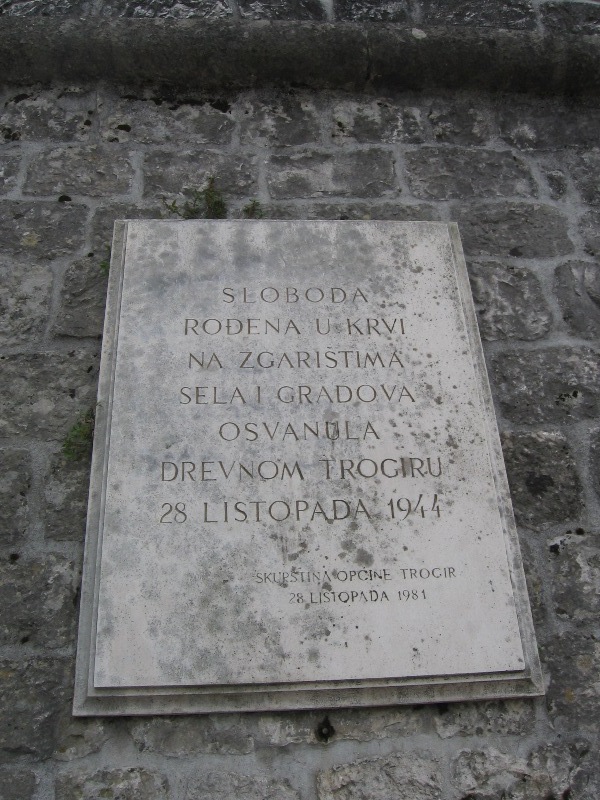 SLOBODA
ROĐENA U KRVI
NA ZGARIŠTIMA
SELA I GRADOVA
OSVANULA
DREVNOM TROGIRU
28 LISTOPADA 1944
SKUPŠTINA OPĆINE TROGIR
28 LISTOPADA 1981